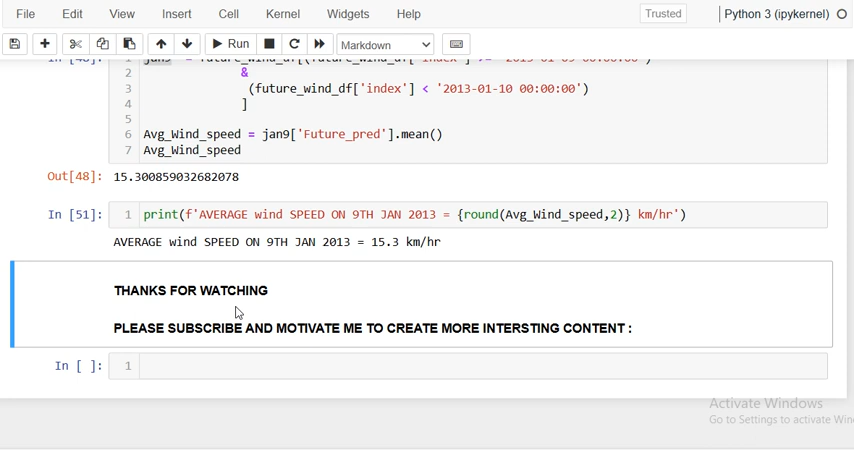 File Edit View Insert Cell Kernel Widgets Help Trusted Python 3 (ipykernel)
Run Markdown
2 &
3 (future_wind_df['index'] < '2013-01-10 00:00:00')
4 ]
5
6 Avg_Wind_speed = jan9['Future_pred'].mean()
7 Avg_Wind_speed
Out[48]: 15.300859032682078
In [51]: 1 print(f'AVERAGE wind SPEED ON 9TH JAN 2013 = {round(Avg_Wind_speed,2)} km/hr')
AVERAGE wind SPEED ON 9TH JAN 2013 = 15.3 km/hr
THANKS FOR WATCHING
PLEASE SUBSCRIBE AND MOTIVATE ME TO CREATE MORE INTERSTING CONTENT :
In [ ]: 1
Activate Windows
Go to Settings to activate Win